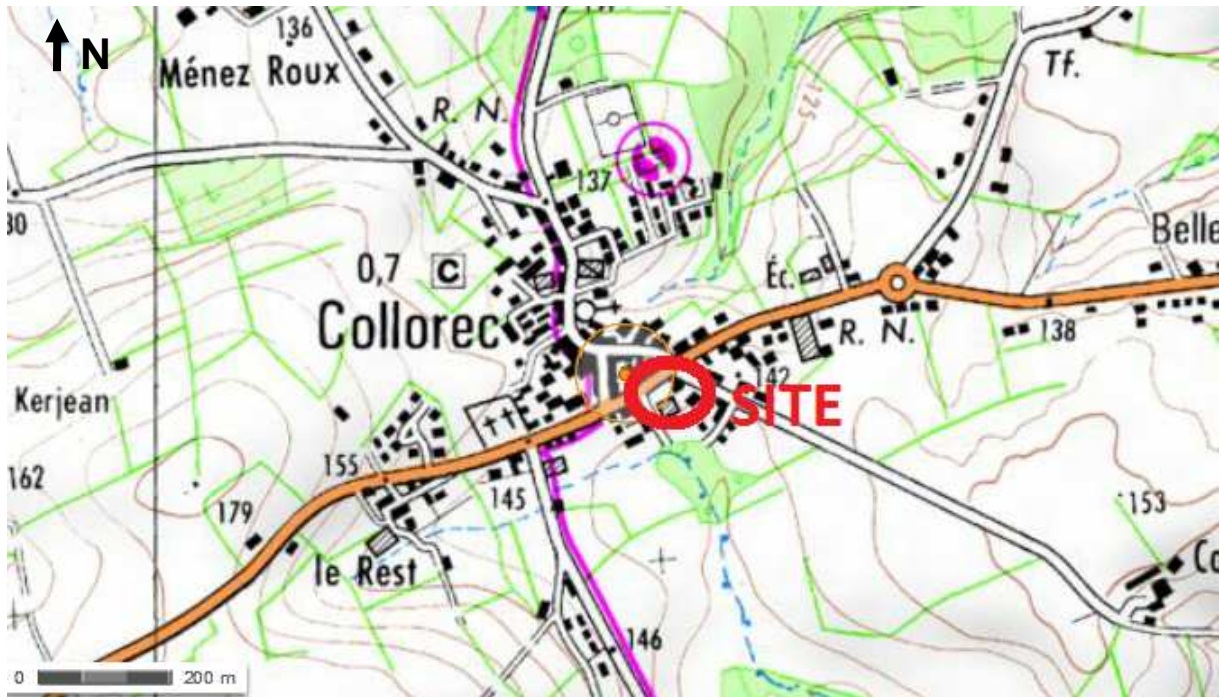 N
136
Ménez Roux
R. N.
137
125
Tf.
Belle
0,7 C
Collorec
Éc.
R. N.
138
142
SITE
Kerjean
162
155
179
145
le Rest
153
Co
146
0 200 m